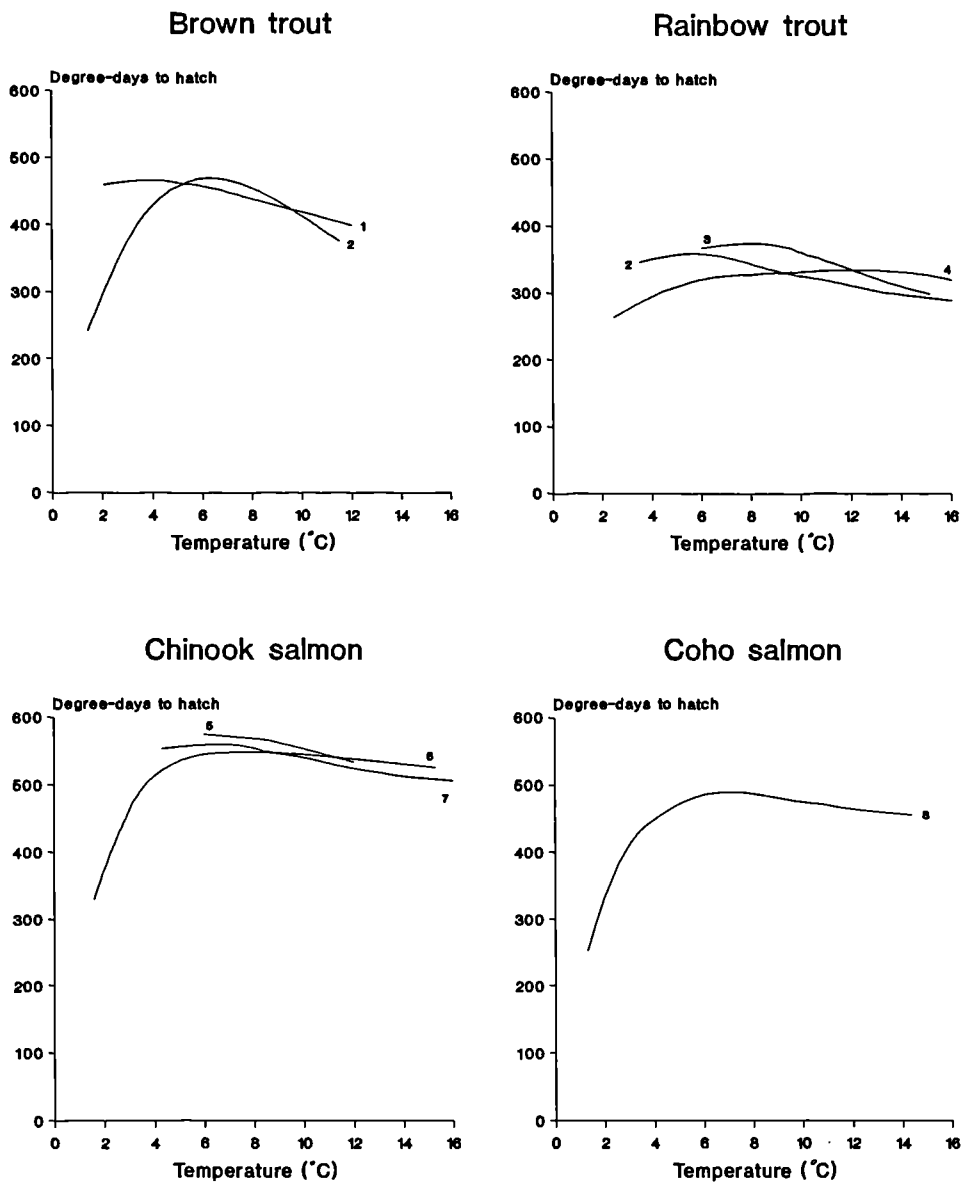 Brown trout
Degree-days to hatch
600
500
400
300
200
100
0
0 2 4 6 8 10 12 14 16
Temperature (°C)
1
2
Rainbow trout
Degree-days to hatch
600
500
400
300
200
100
0
0 2 4 6 8 10 12 14 16
Temperature (°C)
2
3
4
Chinook salmon
Degree-days to hatch
600
500
400
300
200
100
0
0 2 4 6 8 10 12 14 16
Temperature (°C)
5
6
7
Coho salmon
Degree-days to hatch
600
500
400
300
200
100
0
0 2 4 6 8 10 12 14 16
Temperature (°C)
8